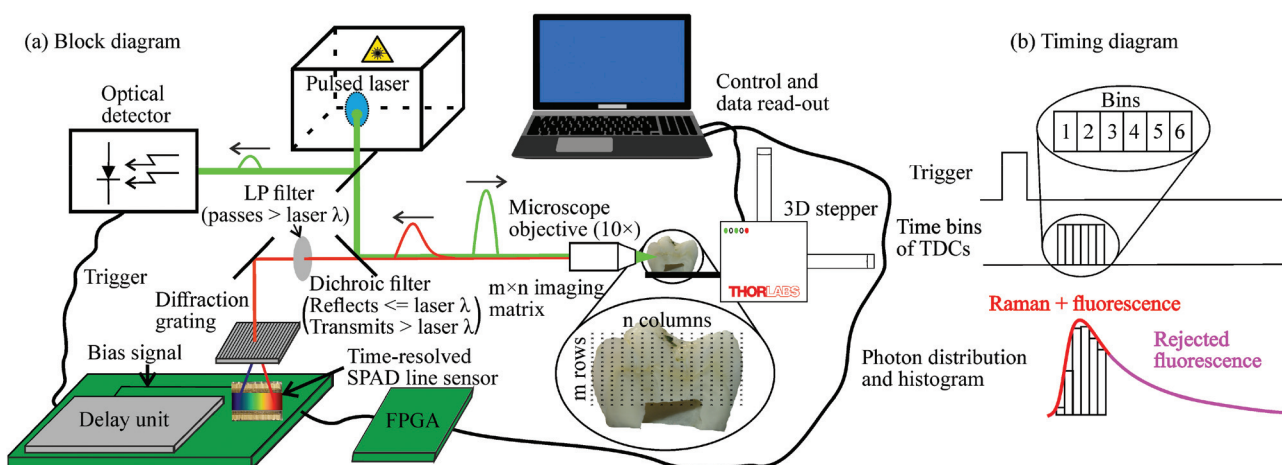 (a) Block diagram
Pulsed laser
Optical
detector
LP filter
(passes > laser λ)
Trigger
Diffraction
grating
Dichroic filter
(Reflects <= laser λ
Transmits > laser λ)
Bias signal
Delay unit
Time-resolved
SPAD line sensor
FPGA
Control and
data read-out
Microscope
objective (10×)
3D stepper
THORLABS
m×n imaging
matrix
n columns
m rows
(b) Timing diagram
Bins
1 2 3 4 5 6
Trigger
Time bins
of TDCs
Raman + fluorescence
Rejected
fluorescence
Photon distribution
and histogram